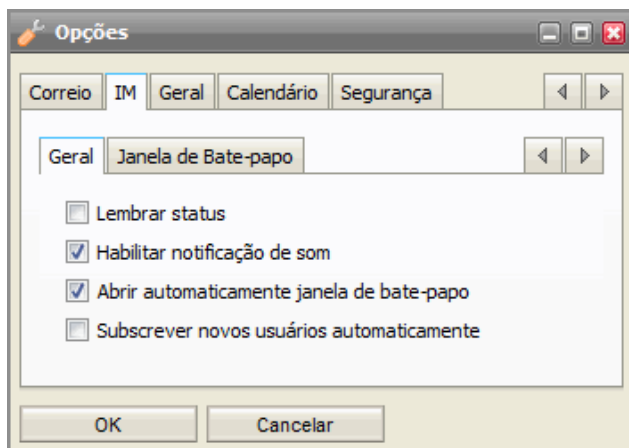 Opções
Correio IM Geral Calendário Segurança
Geral Janela de Bate-papo
Lembrar status
Habilitar notificação de som
Abrir automaticamente janela de bate-papo
Subscrever novos usuários automaticamente
OK Cancelar